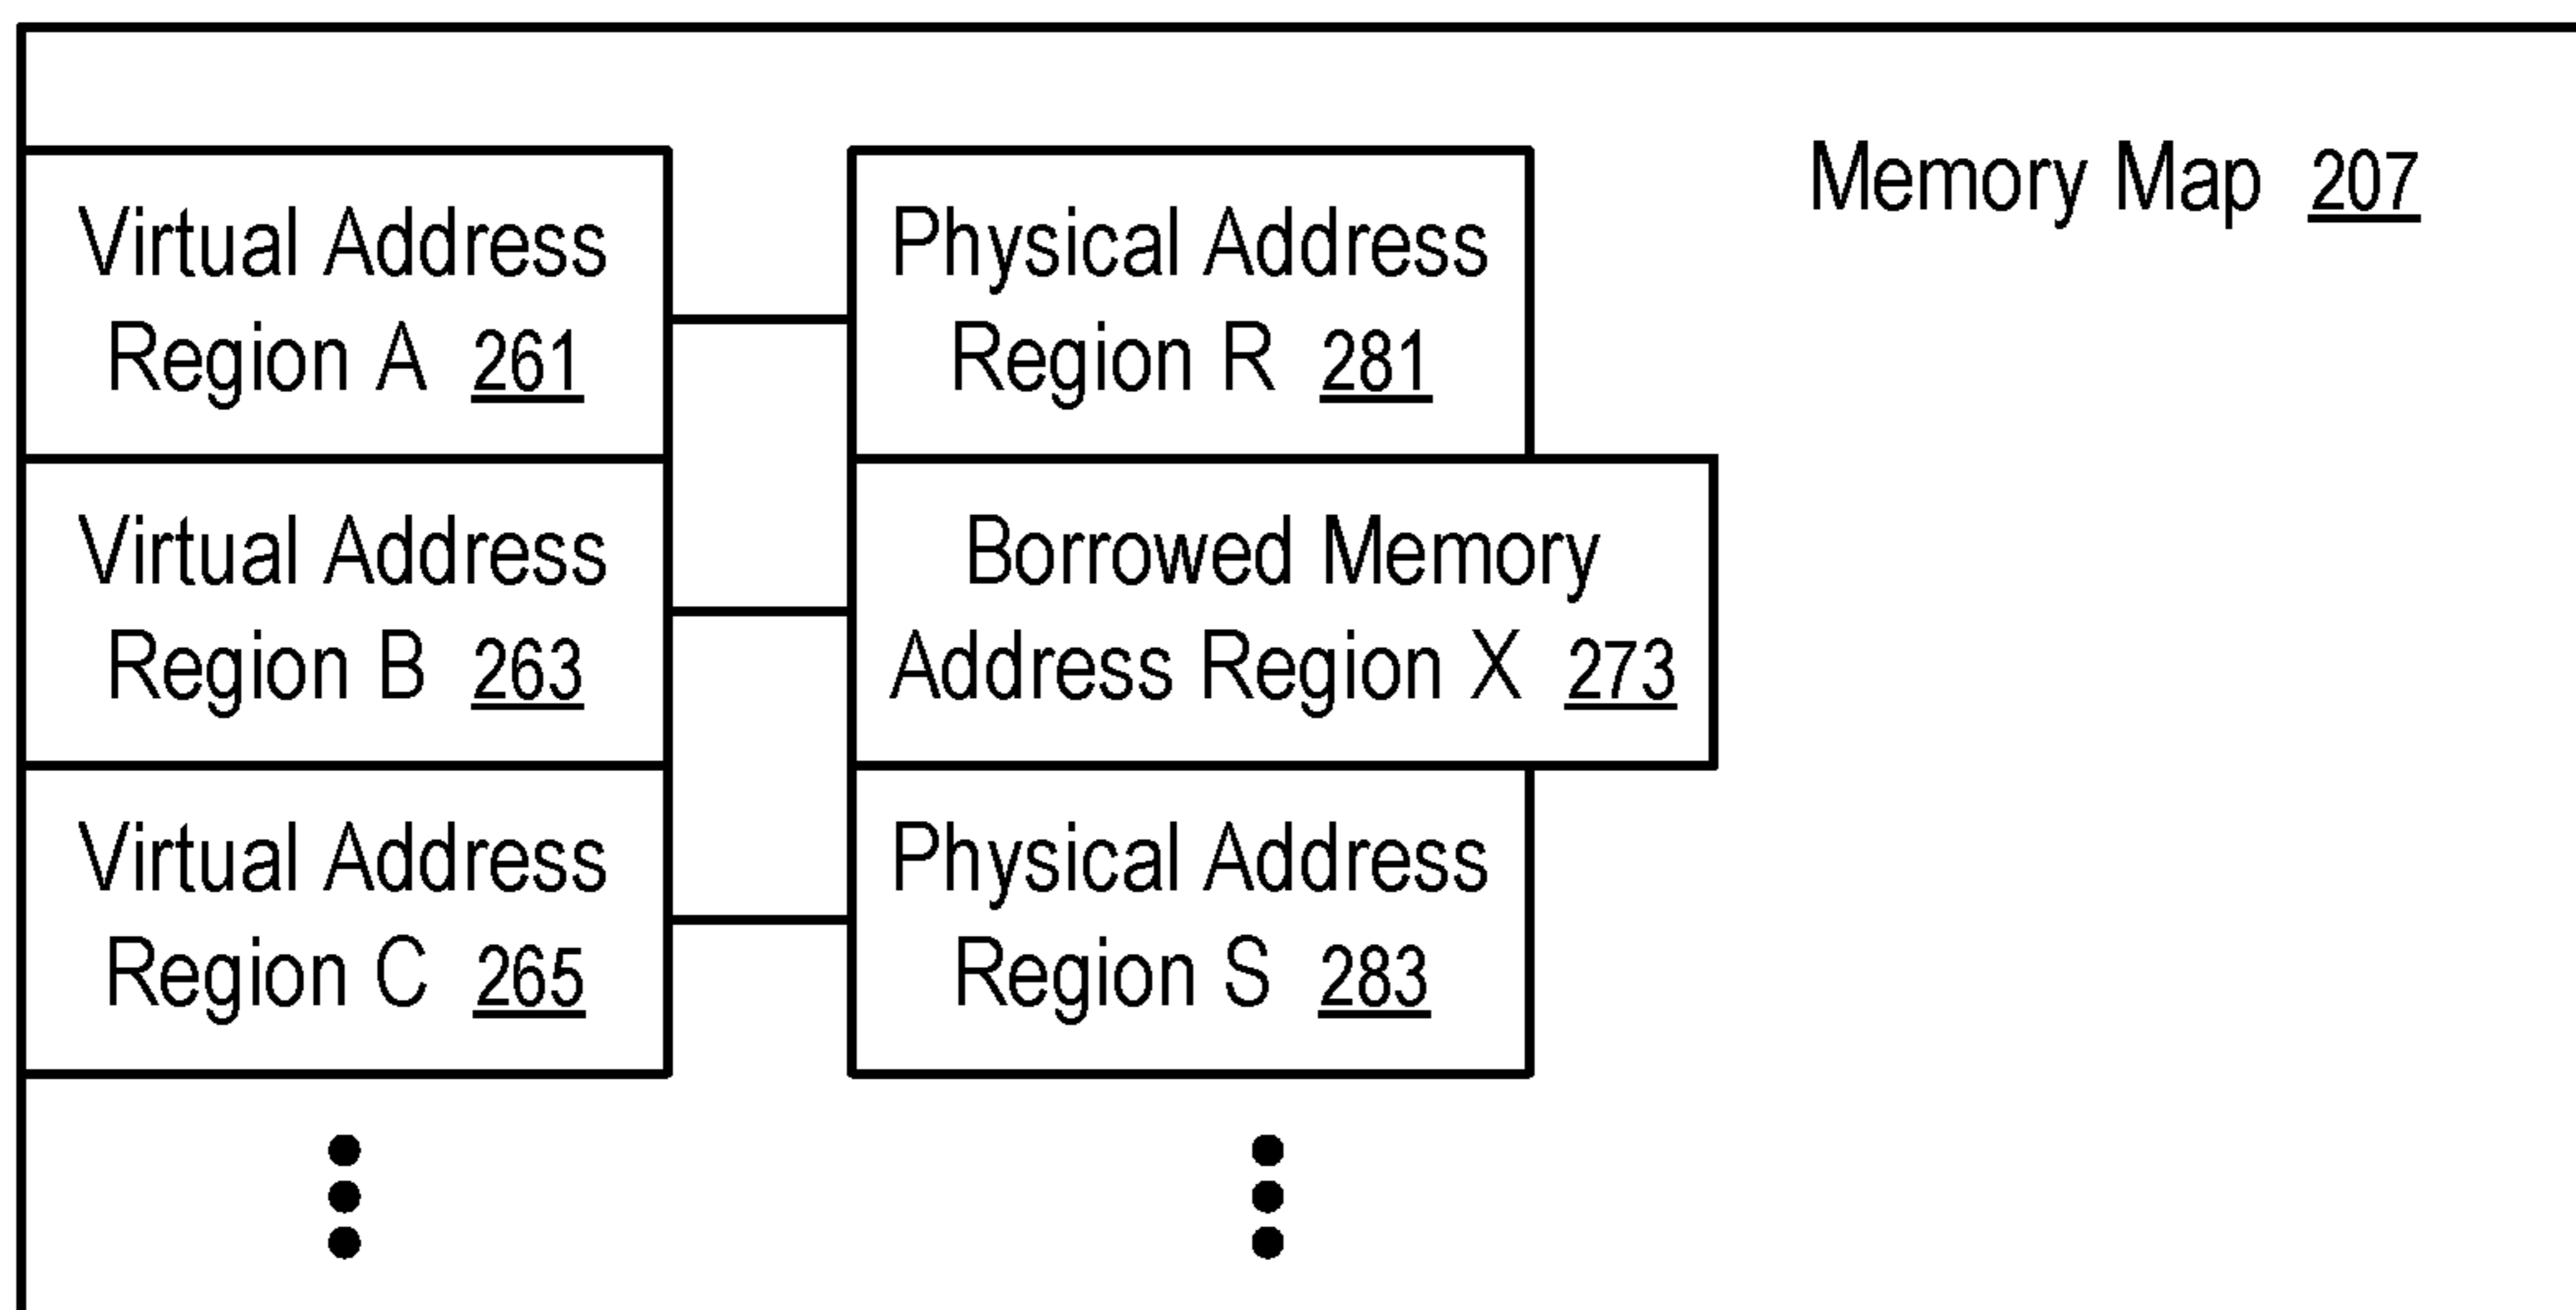 Memory Map 207
Virtual Address
Region A 261
Physical Address
Region R 281
Virtual Address
Region B 263
Borrowed Memory
Address Region X 273
Virtual Address
Region C 265
Physical Address
Region S 283